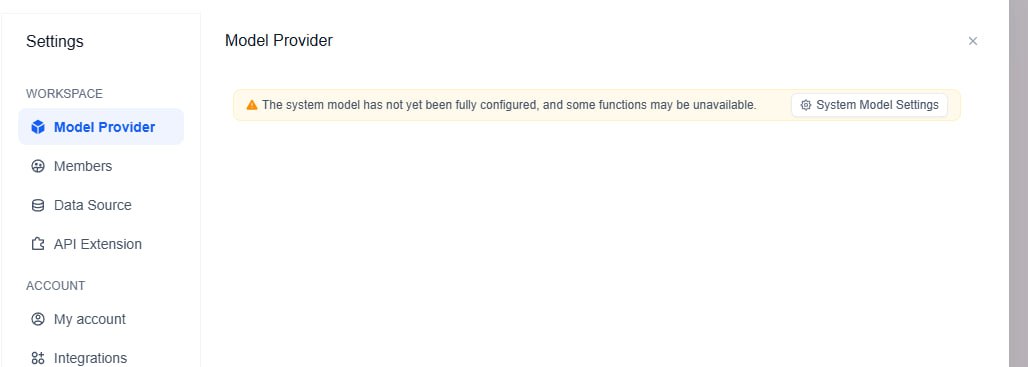 Settings
WORKSPACE
Model Provider
Members
Data Source
API Extension
ACCOUNT
My account
Integrations
Model Provider
The system model has not yet been fully configured, and some functions may be unavailable.
System Model Settings